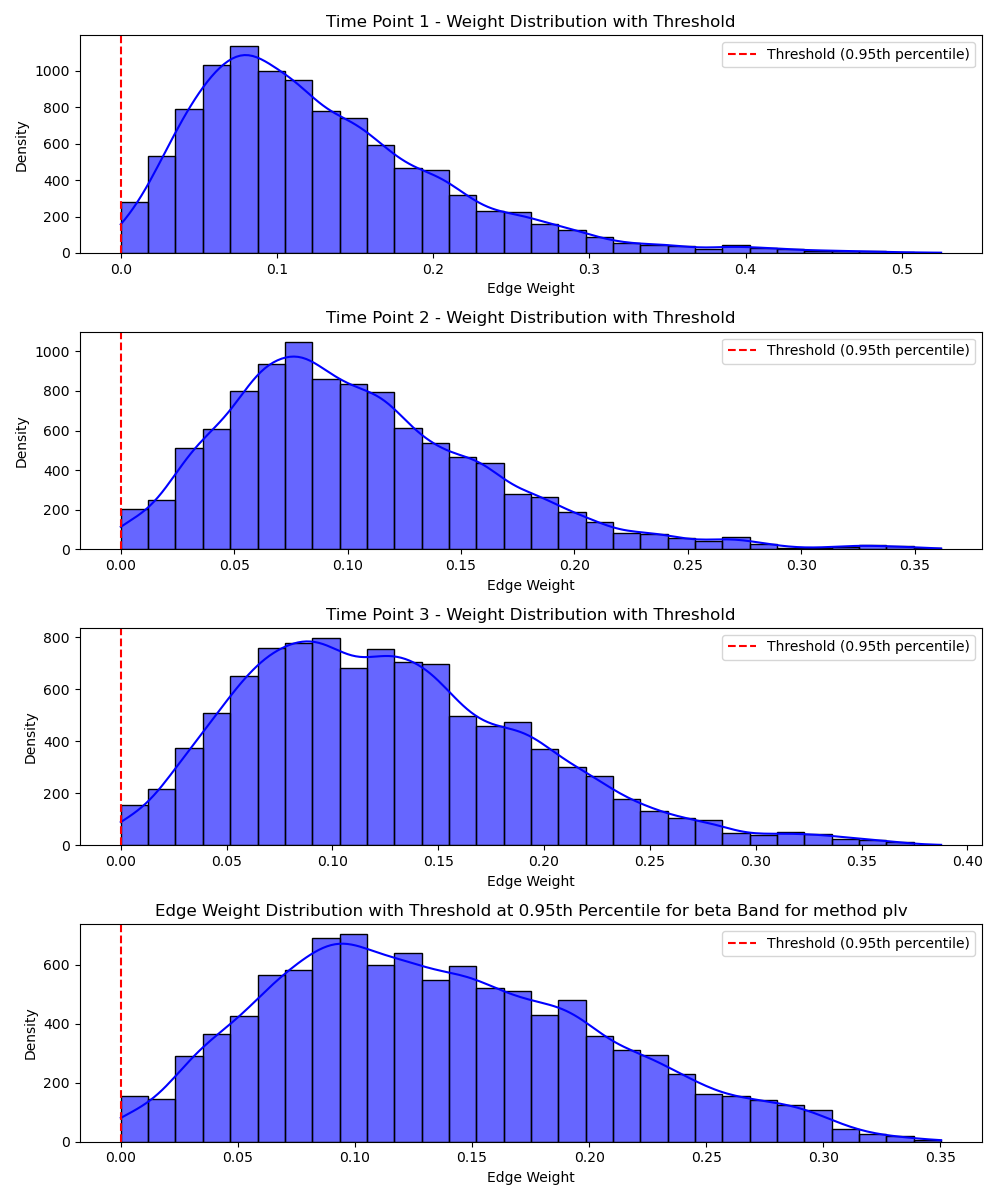 Time Point 1 - Weight Distribution with Threshold
Threshold (0.95th percentile)
Density
1000
800
600
400
200
0
0.0 0.1 0.2 0.3 0.4 0.5
Edge Weight
Time Point 2 - Weight Distribution with Threshold
Threshold (0.95th percentile)
Density
1000
800
600
400
200
0
0.00 0.05 0.10 0.15 0.20 0.25 0.30 0.35
Edge Weight
Time Point 3 - Weight Distribution with Threshold
Threshold (0.95th percentile)
Density
800
600
400
200
0
0.00 0.05 0.10 0.15 0.20 0.25 0.30 0.35 0.40
Edge Weight
Edge Weight Distribution with Threshold at 0.95th Percentile for beta Band for method plv
Threshold (0.95th percentile)
Density
600
400
200
0
0.00 0.05 0.10 0.15 0.20 0.25 0.30 0.35
Edge Weight